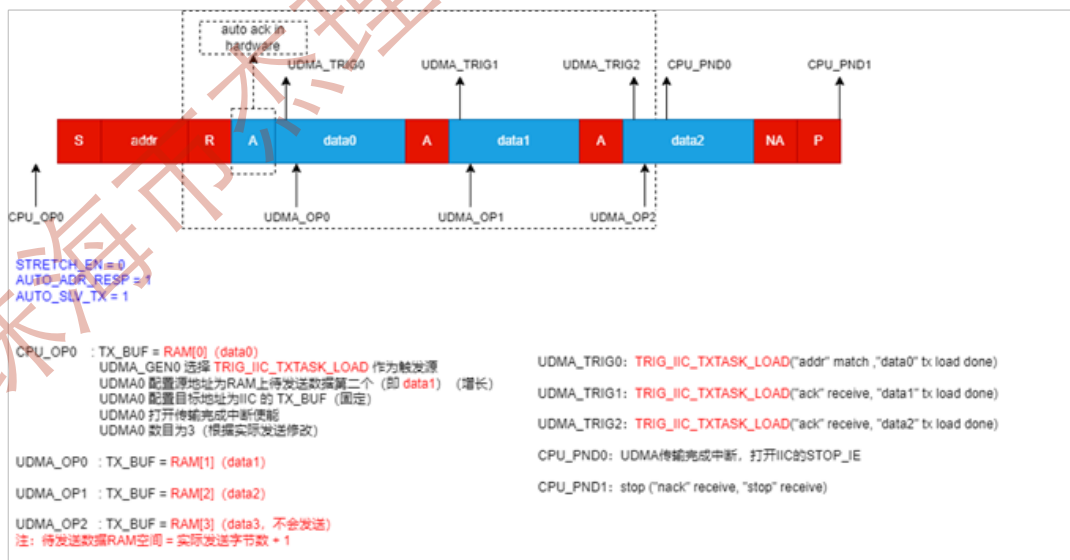 auto ack in
hardware
UDMA_TRIG0
UDMA_TRIG1
UDMA_TRIG2
CPU_PND0
CPU_PND1
S addr R A data0 A data1 A data2 NA P
CPU_OP0
UDMA_OP0
UDMA_OP1
UDMA_OP2
STRETCH_EN = 0
AUTO_ADR_RESP = 1
AUTO_SLV_TX = 1
CPU_OP0 : TX_BUF = RAM[0] (data0)
UDMA_GEN0 选择 TRIG_IIC_TXTASK_LOAD 作为触发源
UDMA0 配置源地址为RAM上待发送数据第二个（即 data1）（增长）
UDMA0 配置目标地址为IIC 的 TX_BUF（固定）
UDMA0 打开传输完成中断使能
UDMA0 数目为3（根据实际发送修改）
UDMA_OP0 : TX_BUF = RAM[1] (data1)
UDMA_OP1 : TX_BUF = RAM[2] (data2)
UDMA_OP2 : TX_BUF = RAM[3] (data3，不会发送)
注：待发送数据RAM空间 = 实际发送字节数 + 1
UDMA_TRIG0: TRIG_IIC_TXTASK_LOAD("addr" match ,"data0" tx load done)
UDMA_TRIG1: TRIG_IIC_TXTASK_LOAD("ack" receive, "data1" tx load done)
UDMA_TRIG2: TRIG_IIC_TXTASK_LOAD("ack" receive, "data2" tx load done)
CPU_PND0: UDMA传输完成中断，打开IIC的STOP_IE
CPU_PND1: stop ("nack" receive, "stop" receive)
珠海市杰理